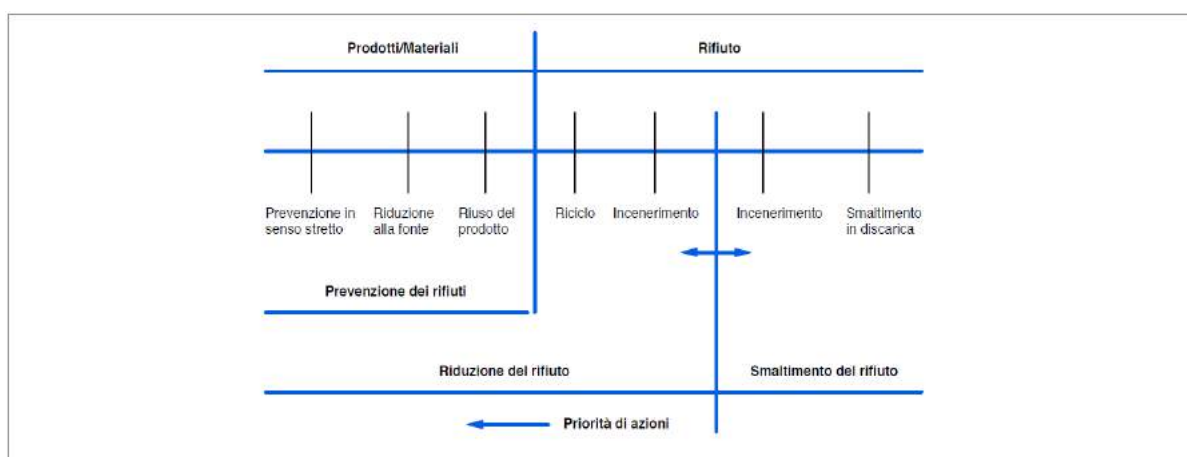 Prodotti/Materiali
Rifiuto
Prevenzione in
senso stretto
Riduzione
alla fonte
Riuso del
prodotto
Riciclo
Incenerimento
Incenerimento
Smaltimento
in discarica
Prevenzione dei rifiuti
Riduzione del rifiuto
Smaltimento del rifiuto
Priorità di azioni